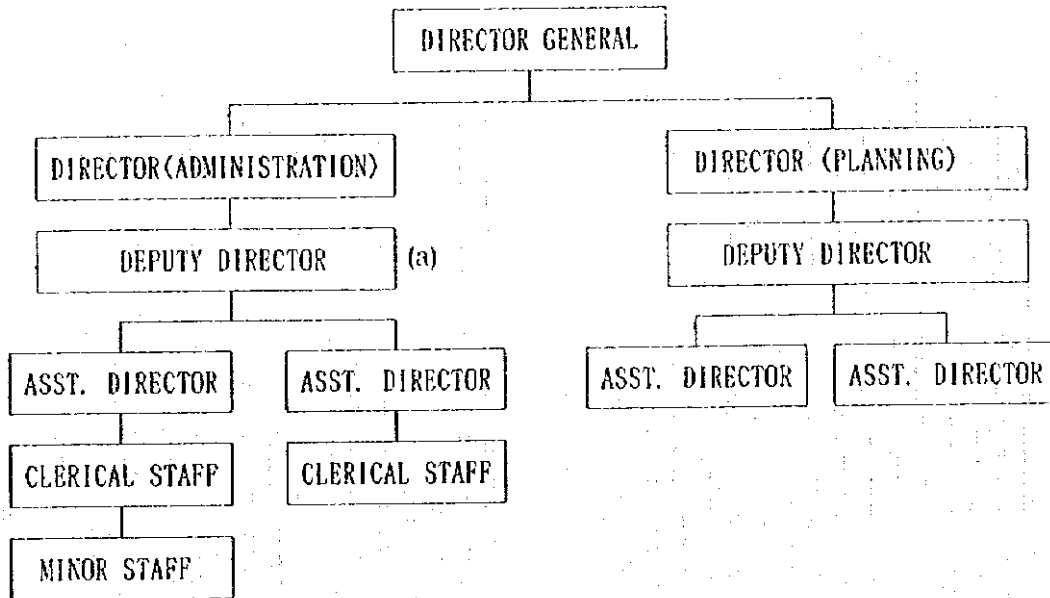 DIRECTOR GENERAL
DIRECTOR(ADMINISTRATION)
DIRECTOR (PLANNING)
DEPUTY DIRECTOR
(a)
DEPUTY DIRECTOR
ASST. DIRECTOR
ASST. DIRECTOR
ASST. DIRECTOR
ASST. DIRECTOR
CLERICAL STAFF
CLERICAL STAFF
MINOR STAFF